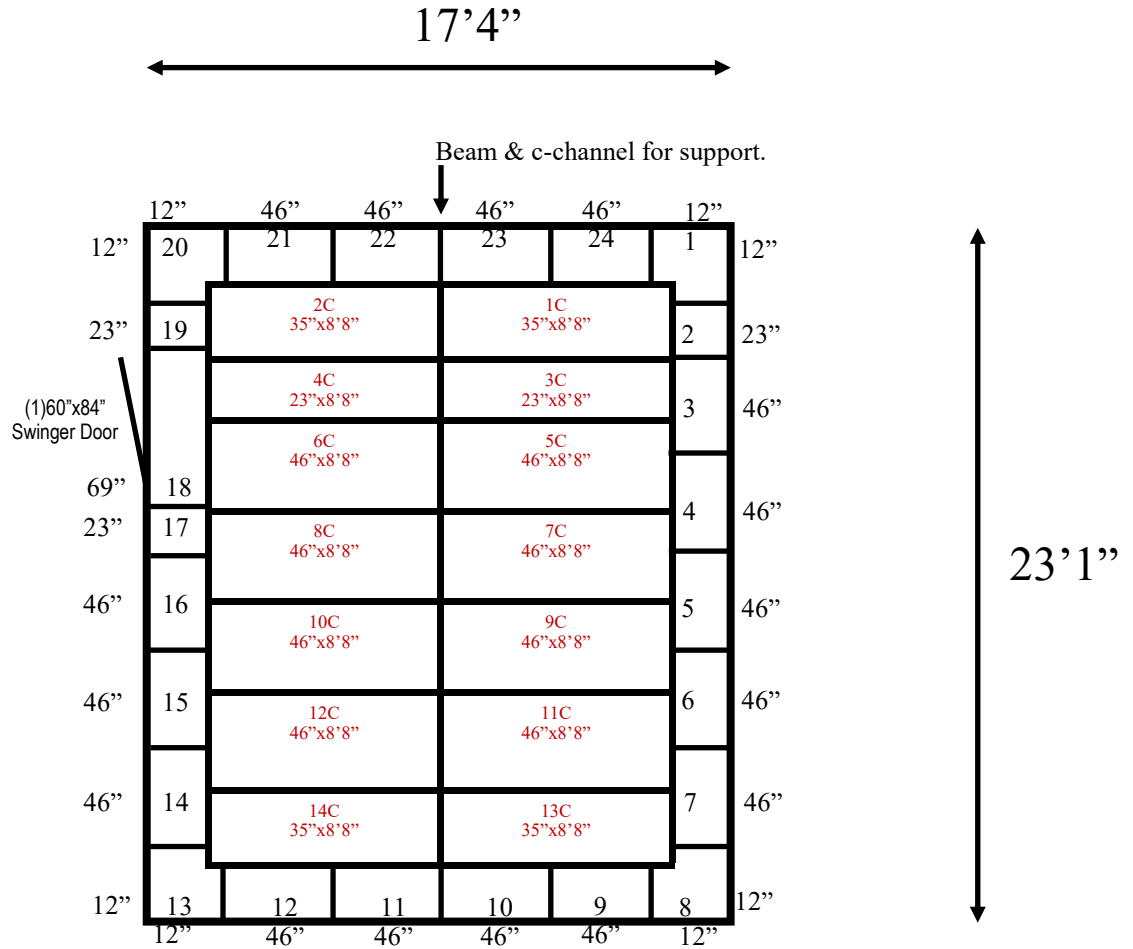 17’4”
Beam & c-channel for support.
12” 46” 46” 46” 46” 12”
12” 20 21 22 23 24 1 12”
2C 1C
35”x8’8” 35”x8’8”
23” 19 2 23”
4C 3C
23”x8’8” 23”x8’8”
(1)60”x84”
Swinger Door
3 46”
6C 5C
46”x8’8” 46”x8’8”
69” 18
4 46”
23” 17
8C 7C
46”x8’8” 46”x8’8”
23’1”
46” 16 5 46”
10C 9C
46”x8’8” 46”x8’8”
46” 15 6 46”
12C 11C
46”x8’8” 46”x8’8”
46” 14 7 46”
14C 13C
35”x8’8” 35”x8’8”
12” 13 12 11 10 9 8 12”
12” 46” 46” 46” 46” 12”